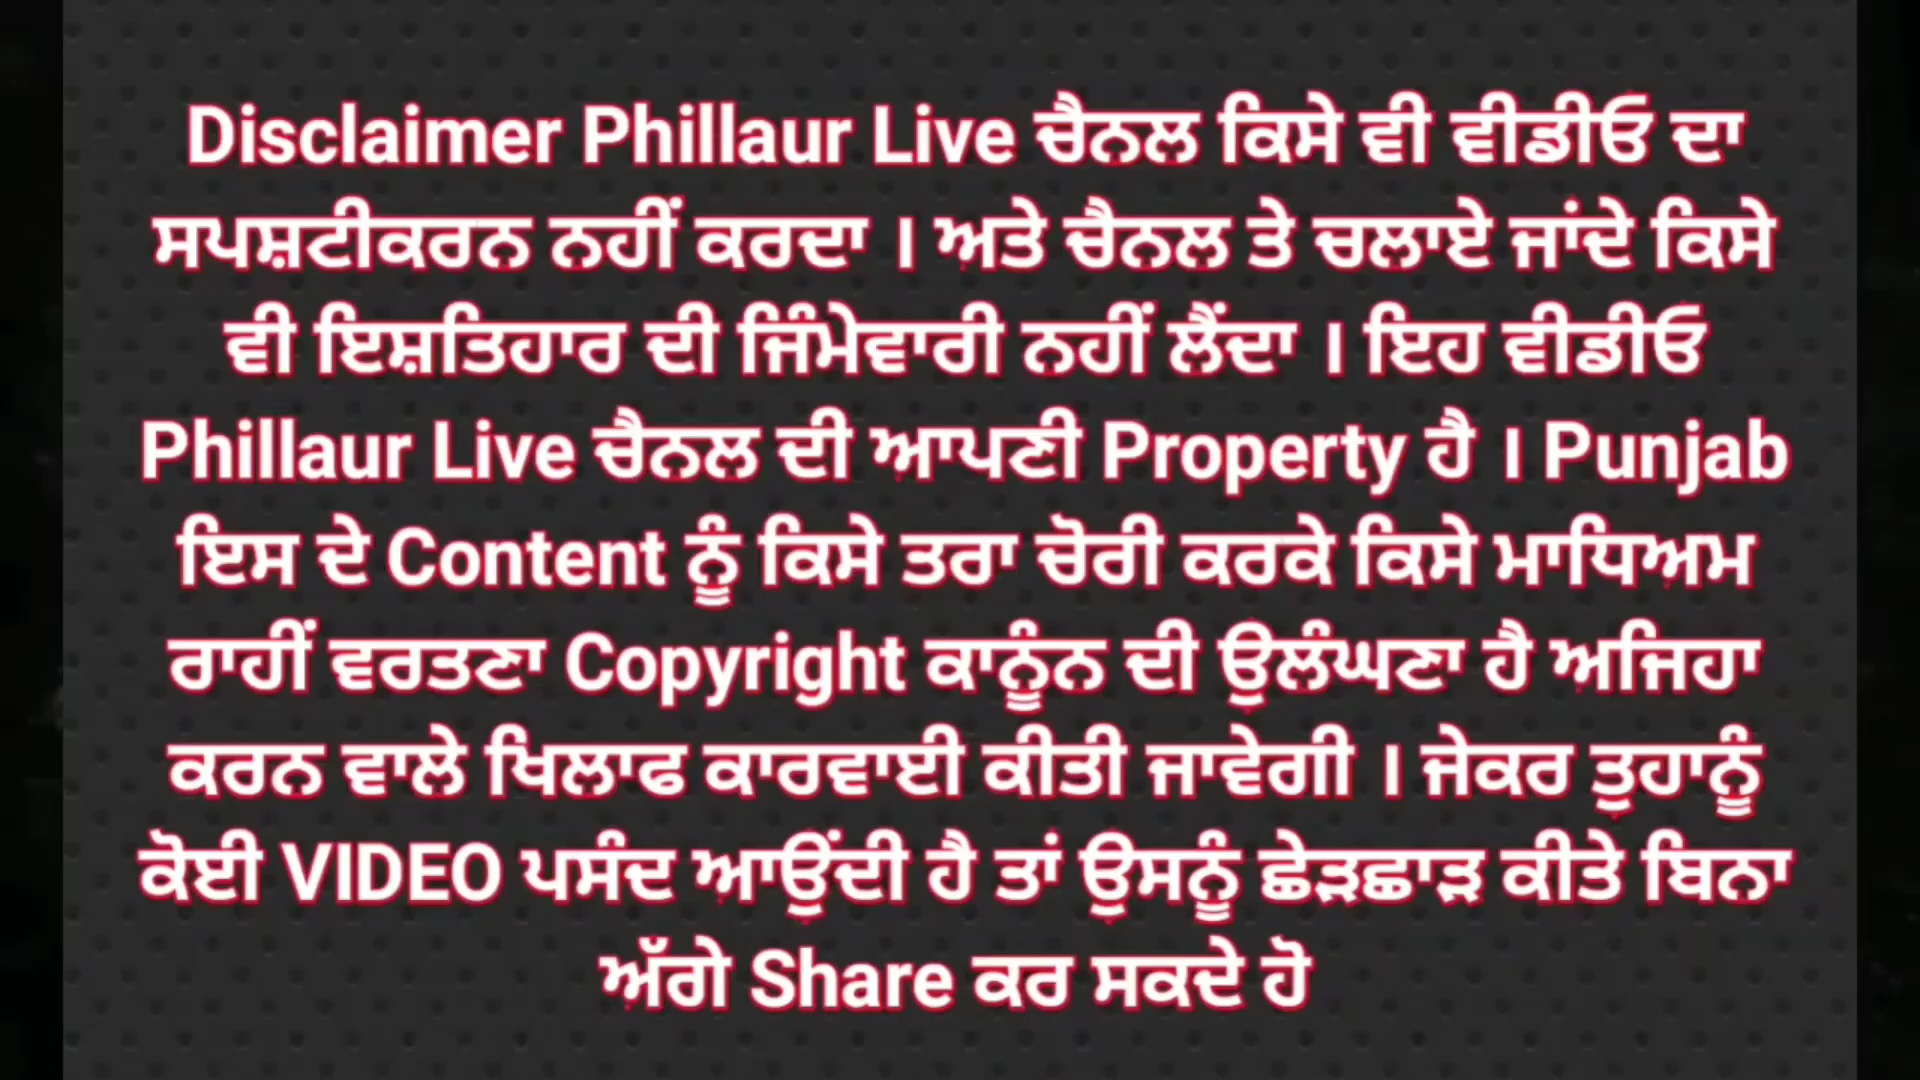 Disclaimer Phillaur Live ਚੈਨਲ ਕਿਸੇ ਵੀ ਵੀਡੀਓ ਦਾ
ਸਪਸ਼ਟੀਕਰਨ ਨਹੀਂ ਕਰਦਾ । ਅਤੇ ਚੈਨਲ ਤੇ ਚਲਾਏ ਜਾਂਦੇ ਕਿਸੇ
ਵੀ ਇਸ਼ਤਿਹਾਰ ਦੀ ਜਿੰਮੇਵਾਰੀ ਨਹੀਂ ਲੈਂਦਾ । ਇਹ ਵੀਡੀਓ
Phillaur Live ਚੈਨਲ ਦੀ ਆਪਣੀ Property ਹੈ । Punjab
ਇਸ ਦੇ Content ਨੂੰ ਕਿਸੇ ਤਰਾ ਚੋਰੀ ਕਰਕੇ ਕਿਸੇ ਮਾਧਿਅਮ
ਰਾਹੀਂ ਵਰਤਣਾ Copyright ਕਾਨੂੰਨ ਦੀ ਉਲੰਘਣਾ ਹੈ ਅਜਿਹਾ
ਕਰਨ ਵਾਲੇ ਖਿਲਾਫ ਕਾਰਵਾਈ ਕੀਤੀ ਜਾਵੇਗੀ । ਜੇਕਰ ਤੁਹਾਨੂੰ
ਕੋਈ VIDEO ਪਸੰਦ ਆਉਂਦੀ ਹੈ ਤਾਂ ਉਸਨੂੰ ਛੇੜਛਾੜ ਕੀਤੇ ਬਿਨਾ
ਅੱਗੇ Share ਕਰ ਸਕਦੇ ਹੋ